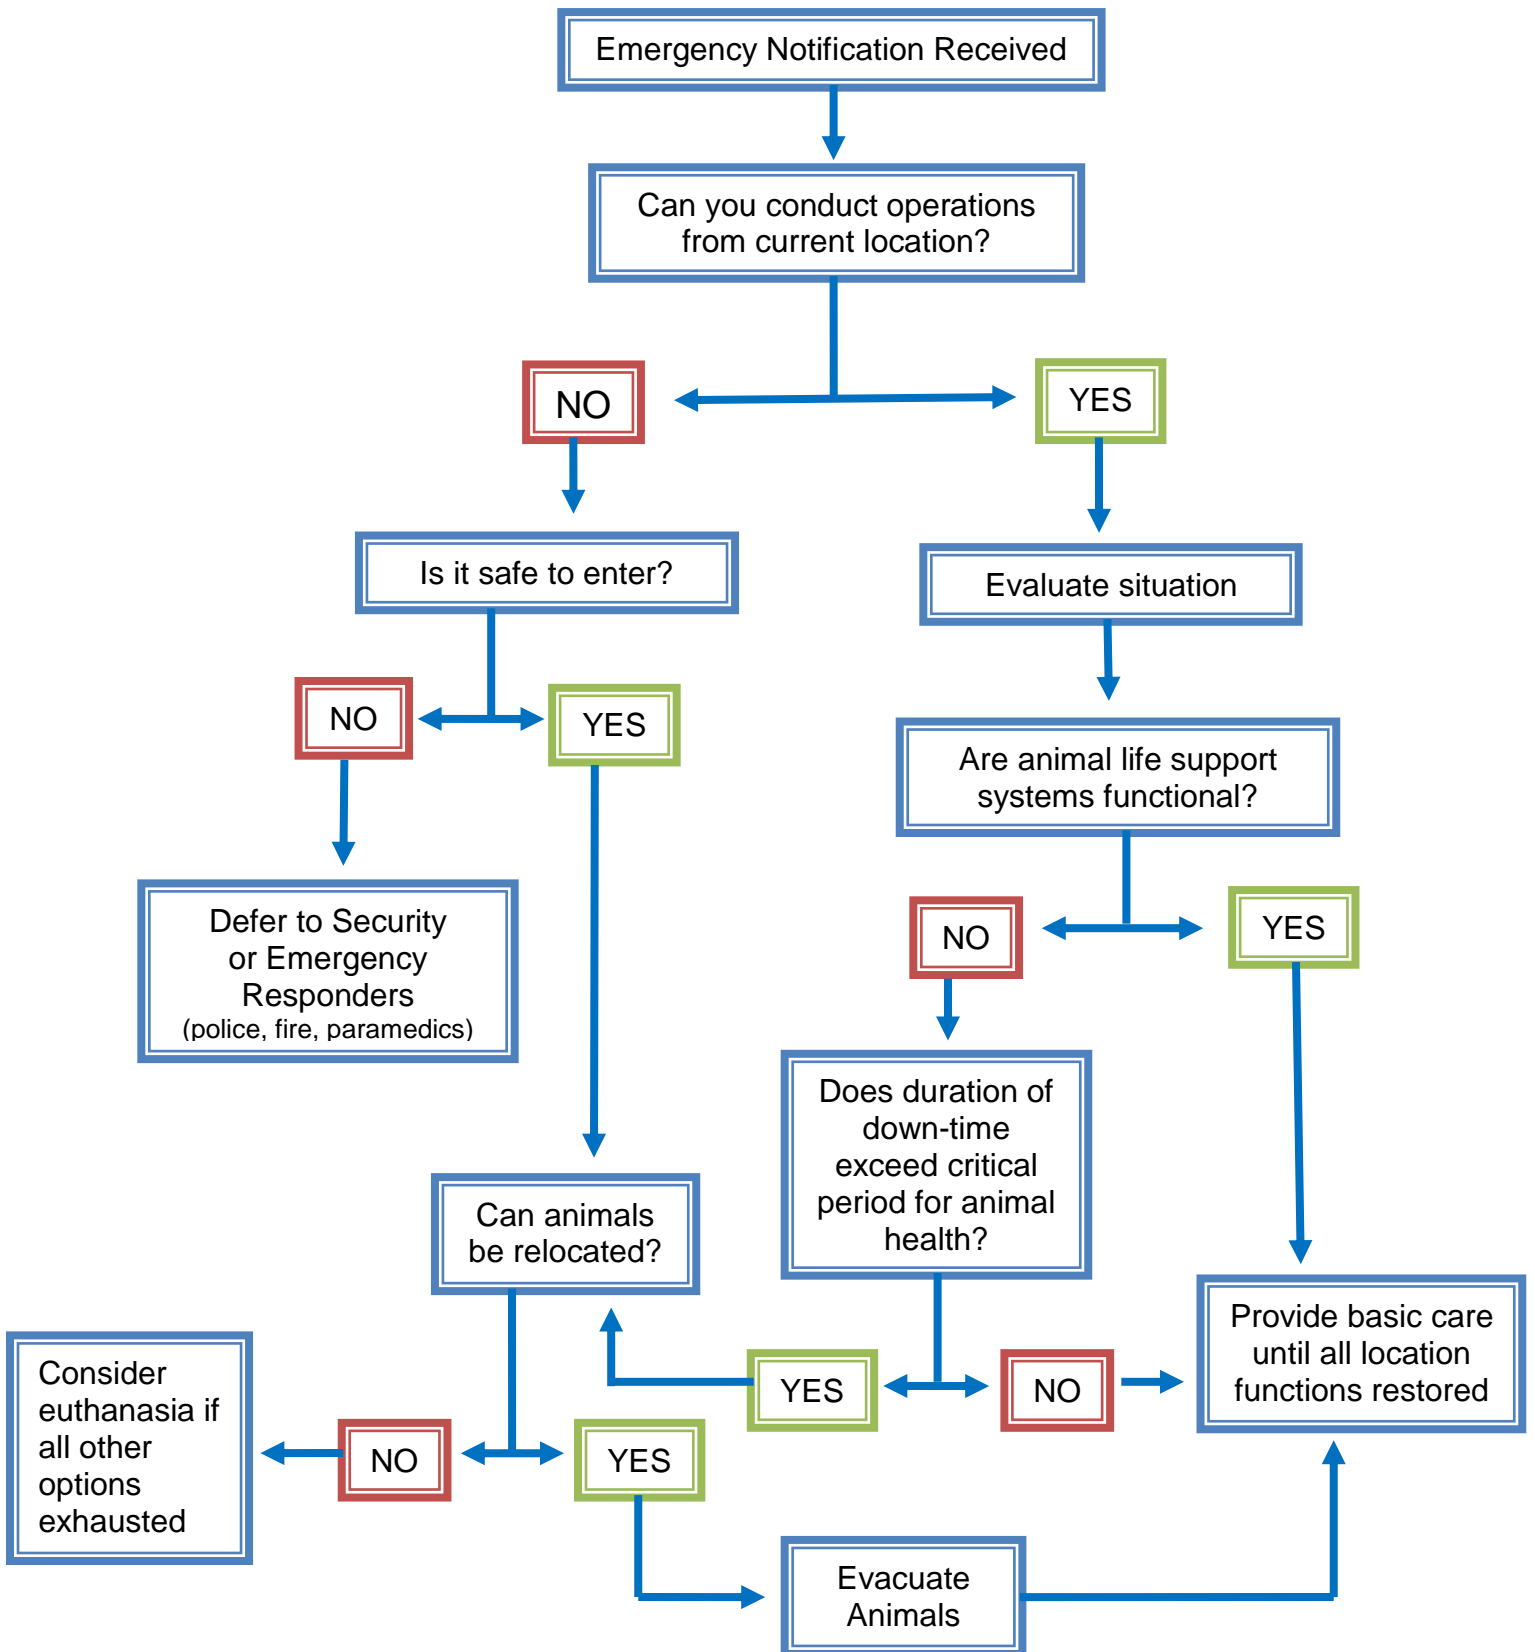 Emergency Notification Received
Can you conduct operations
from current location?
NO
YES
Is it safe to enter?
Evaluate situation
NO
YES
Are animal life support
systems functional?
Defer to Security
or Emergency
Responders
(police, fire, paramedics)
NO
YES
Does duration of
down-time
exceed critical
period for animal
health?
Can animals
be relocated?
Provide basic care
until all location
functions restored
Consider
euthanasia if
all other
options
exhausted
YES
NO
NO
YES
Evacuate
Animals